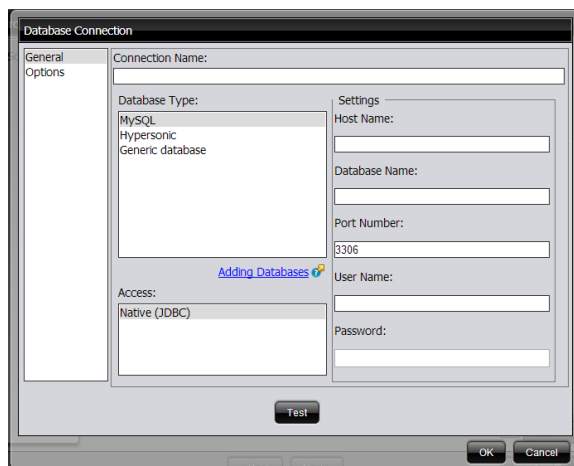 Database Connection
General
Options
Connection Name:
Database Type:
MySQL
Hypersonic
Generic database
Adding Databases
Access:
Native (JDBC)
Settings
Host Name:
Database Name:
Port Number:
3306
User Name:
Password:
Test
OK
Cancel